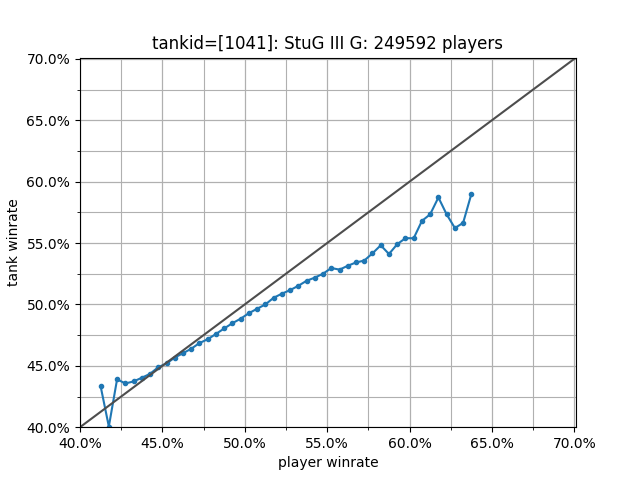 tankid=[1041]: StuG III G: 249592 players
70.0%
65.0%
60.0%
55.0%
50.0%
45.0%
40.0%
tank winrate
40.0% 45.0% 50.0% 55.0% 60.0% 65.0% 70.0%
player winrate